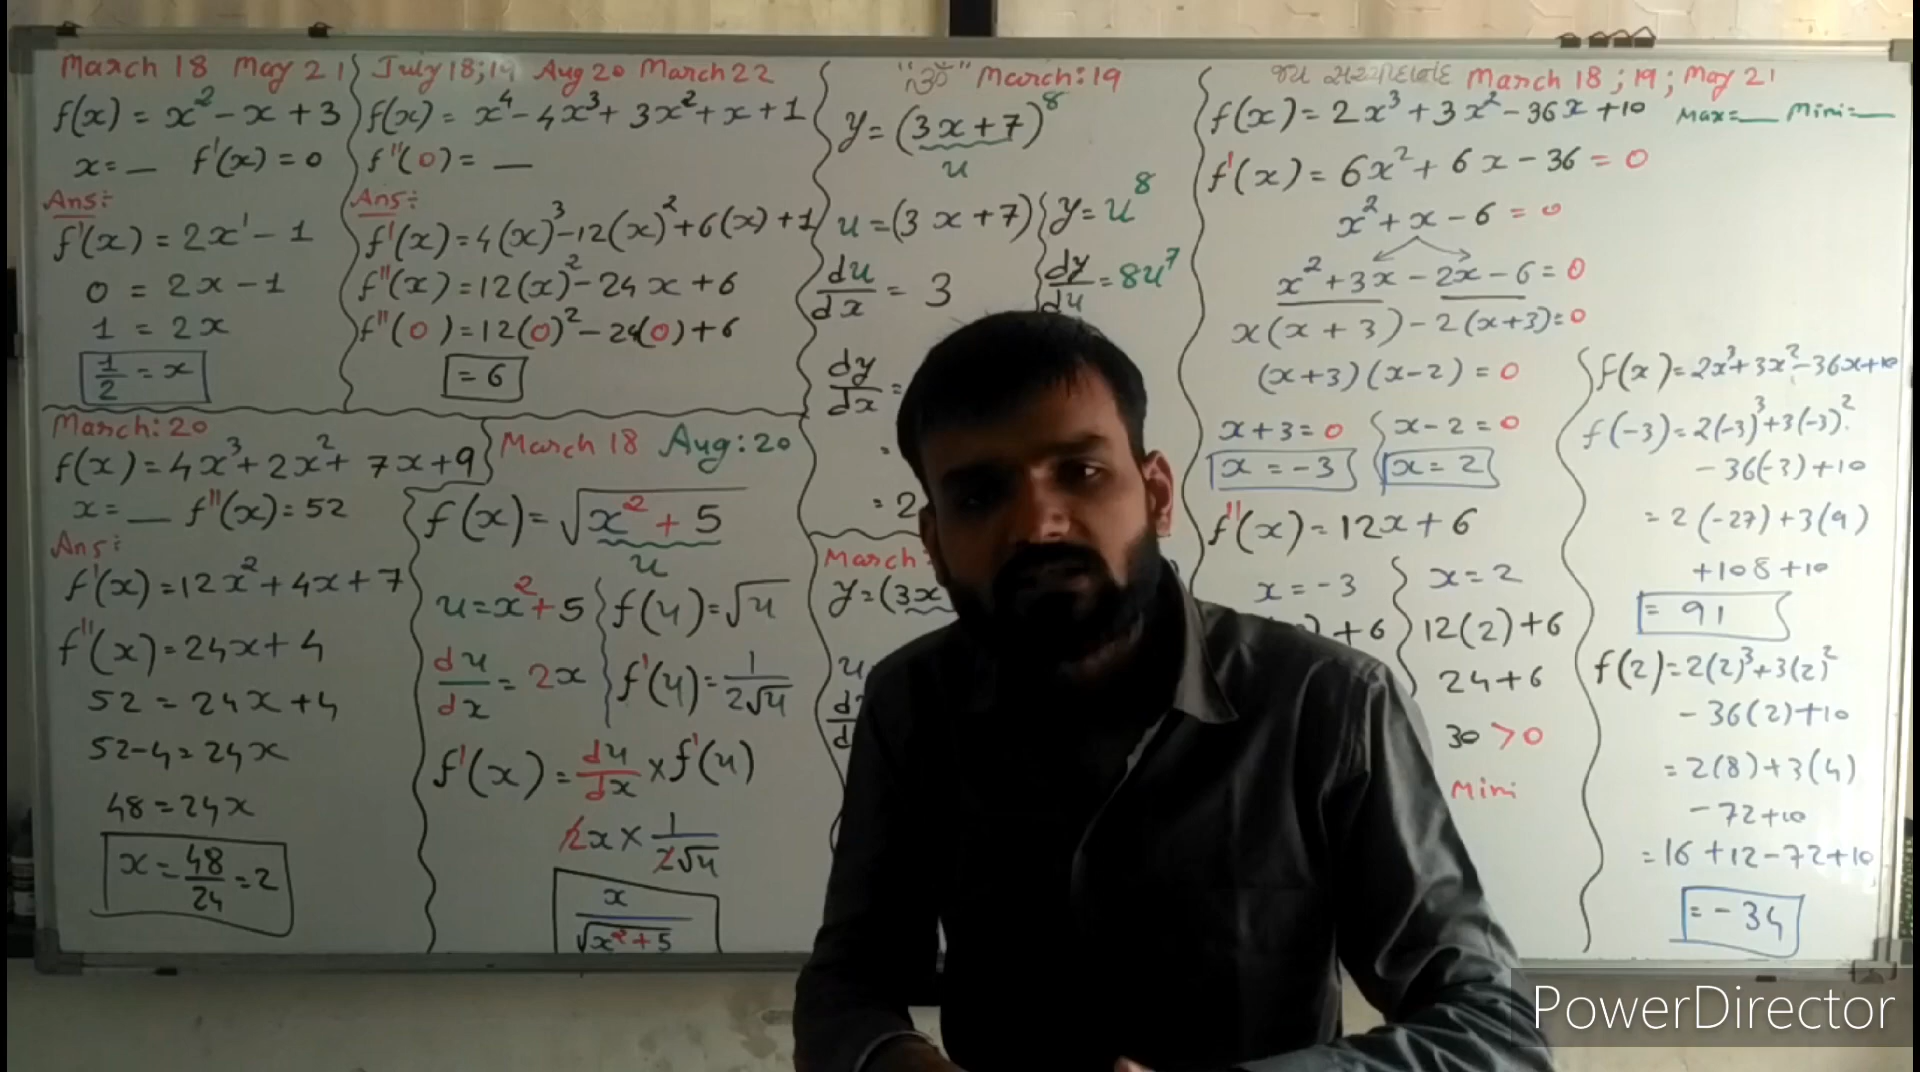 March 18 May 21
f(x) = x² - x + 3
x = __ f'(x) = 0
Ans:
f'(x) = 2x¹ - 1
0 = 2x - 1
1 = 2x
1/2 = x
July 18;19 Aug 20 March 22
f(x) = x⁴ - 4x³ + 3x² + x + 1
f''(0) = __
Ans:
f'(x) = 4(x)³ - 12(x)² + 6(x) + 1
f''(x) = 12(x)² - 24x + 6
f''(0) = 12(0)² - 24(0) + 6
= 6
March: 20
f(x) = 4x³ + 2x² + 7x + 9
x = __ f''(x) = 52
Ans:
f'(x) = 12x² + 4x + 7
f''(x) = 24x + 4
52 = 24x + 4
52 - 4 = 24x
48 = 24x
x = 48/24 = 2
March 18 Aug: 20
f(x) = √(x² + 5)
u
u = x² + 5 f(u) = √u
du/dx = 2x f'(u) = 1/2√u
f'(x) = du/dx × f'(u)
2x × 1/2√u
x/√(x² + 5)
March: 19
y = (3x + 7)⁸
u
u = (3x + 7) y = u⁸
du/dx = 3 dy/du = 8u⁷
dy/dx =
= 2
March
y = (3x
u
March 18; 19; May 21
f(x) = 2x³ + 3x² - 36x + 10 Max = __ Mini = __
f'(x) = 6x² + 6x - 36 = 0
x² + x - 6 = 0
x² + 3x - 2x - 6 = 0
x(x + 3) - 2(x + 3) = 0
(x + 3)(x - 2) = 0
x + 3 = 0 x - 2 = 0
x = -3 x = 2
f''(x) = 12x + 6
x = -3 x = 2
) + 6 12(2) + 6
24 + 6
30 > 0
Mini
f(x) = 2x³ + 3x² - 36x + 10
f(-3) = 2(-3)³ + 3(-3)²
- 36(-3) + 10
= 2(-27) + 3(9)
+ 108 + 10
= 91
f(2) = 2(2)³ + 3(2)²
- 36(2) + 10
= 2(8) + 3(4)
- 72 + 10
= 16 + 12 - 72 + 10
= - 34
PowerDirector